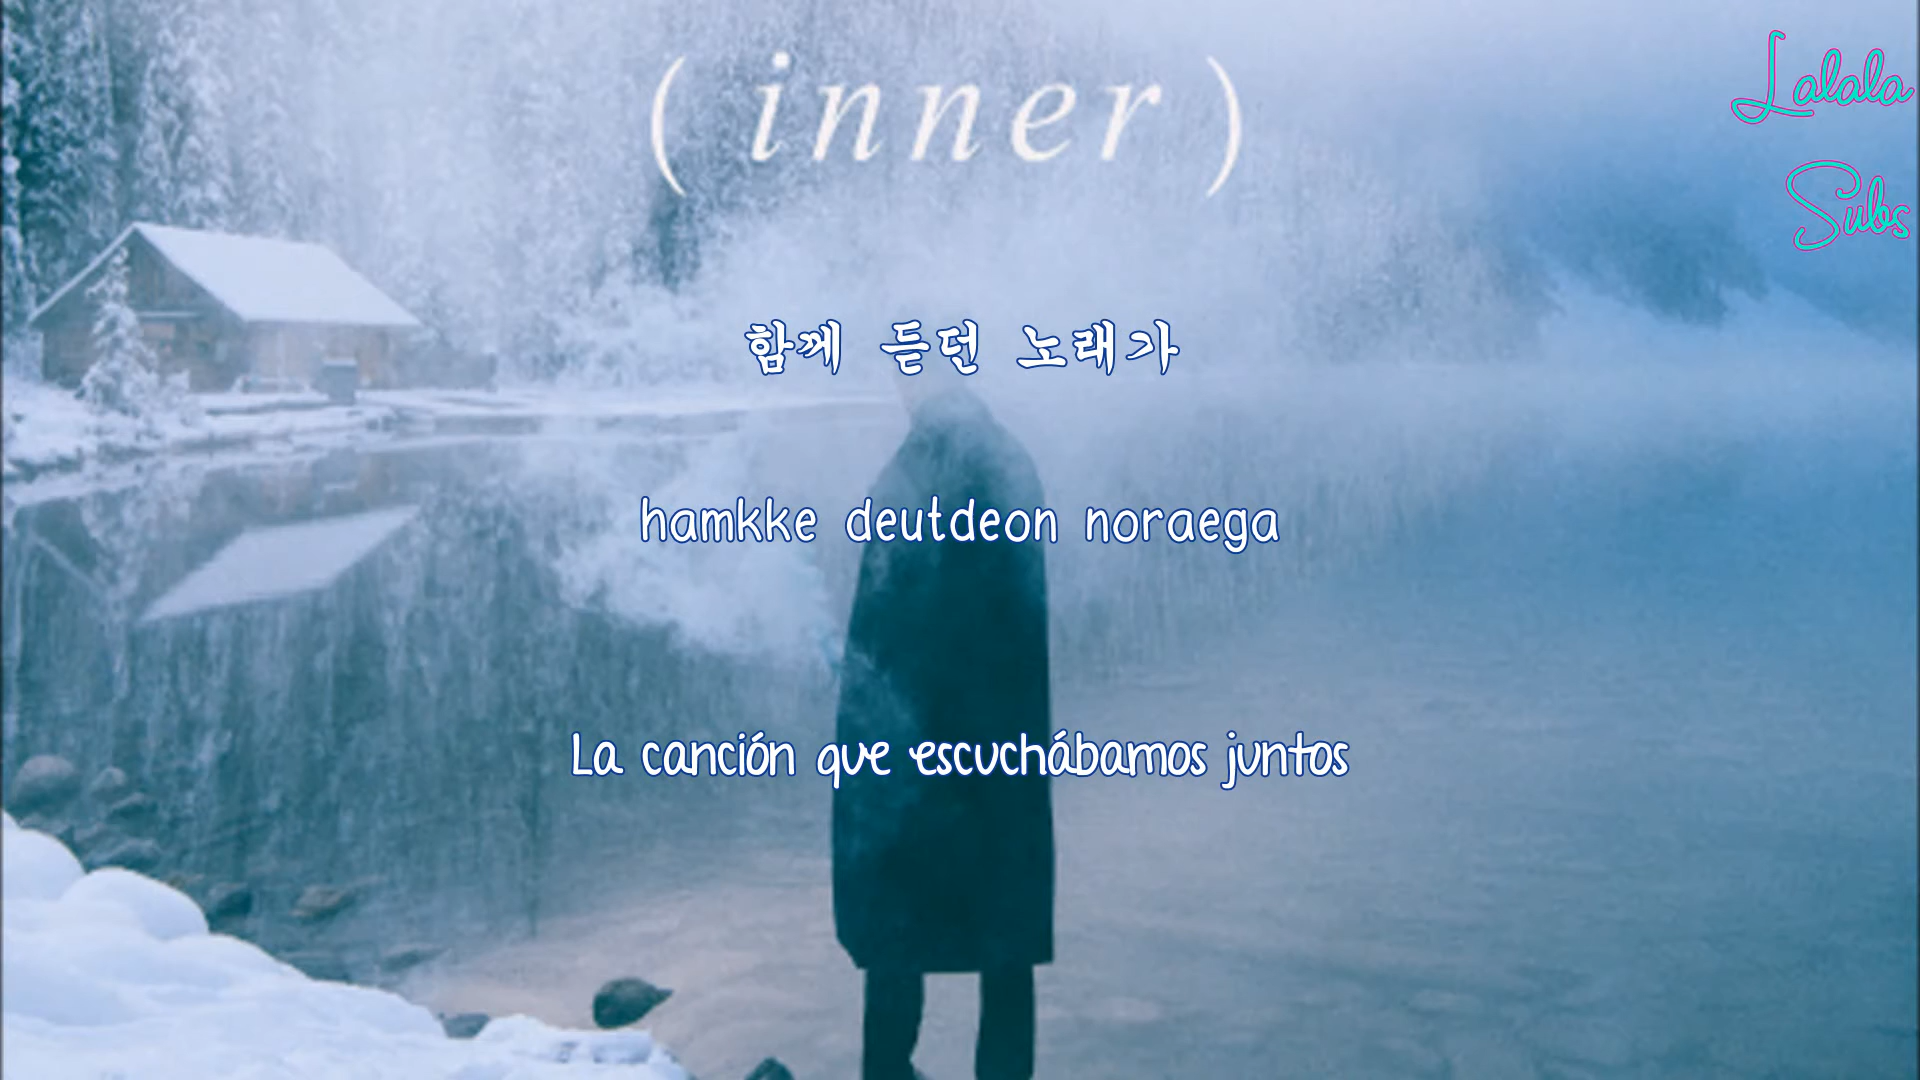 ( inner )
Lalala
Subs
함께 듣던 노래가
hamkke deutdeon noraega
La canción que escuchábamos juntos